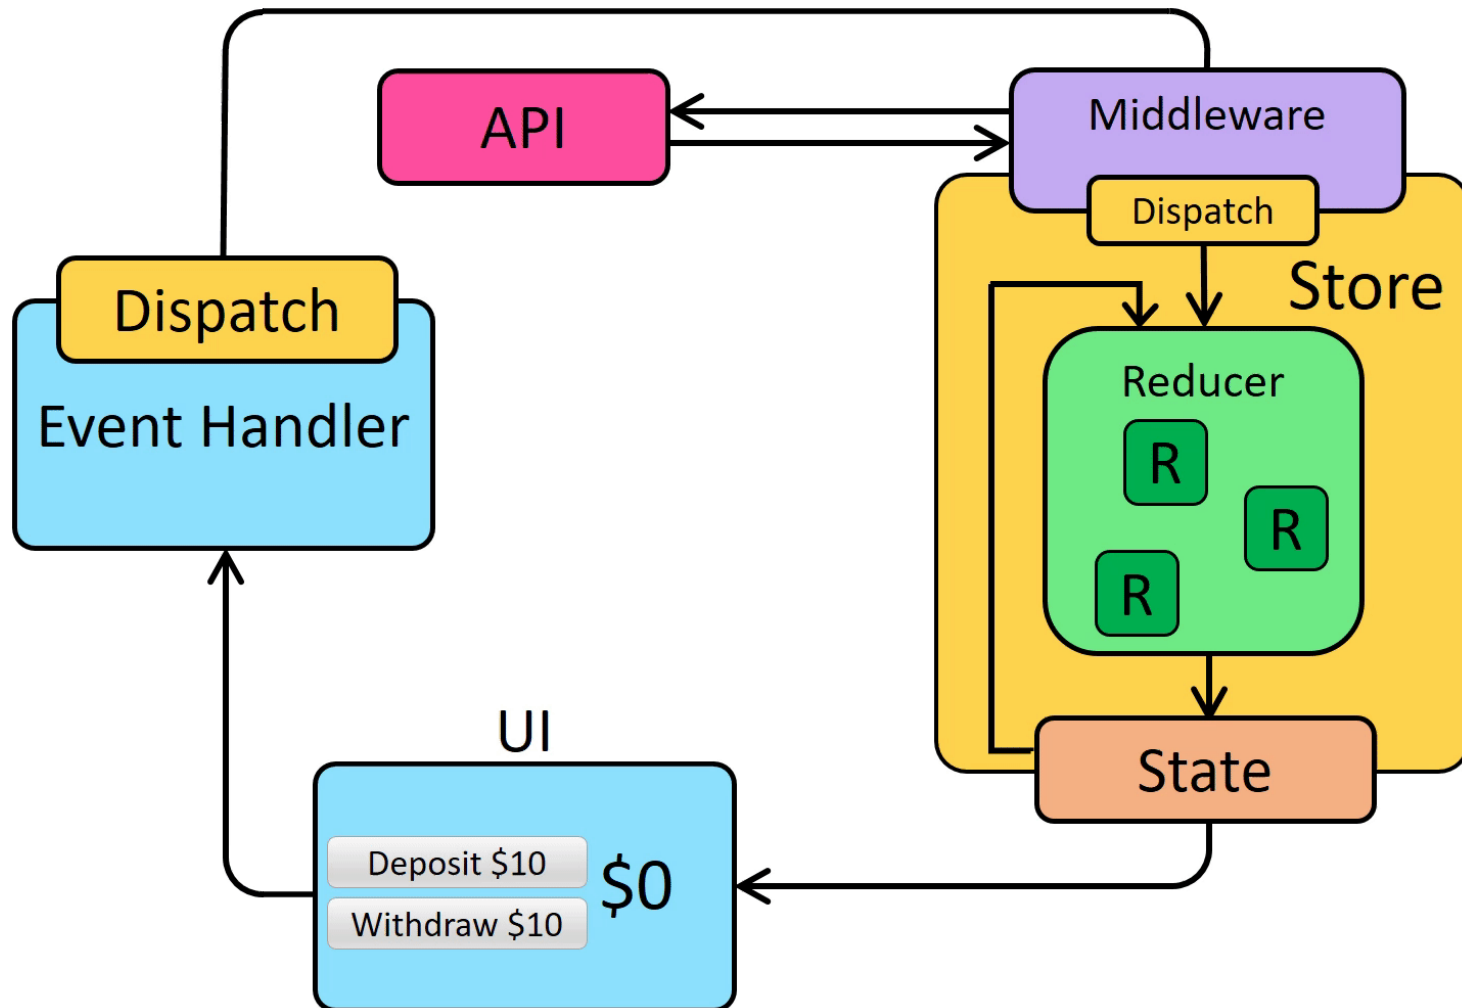 API
Middleware
Dispatch
Store
Dispatch
Event Handler
Reducer
R
R
R
State
UI
Deposit $10
$0
Withdraw $10